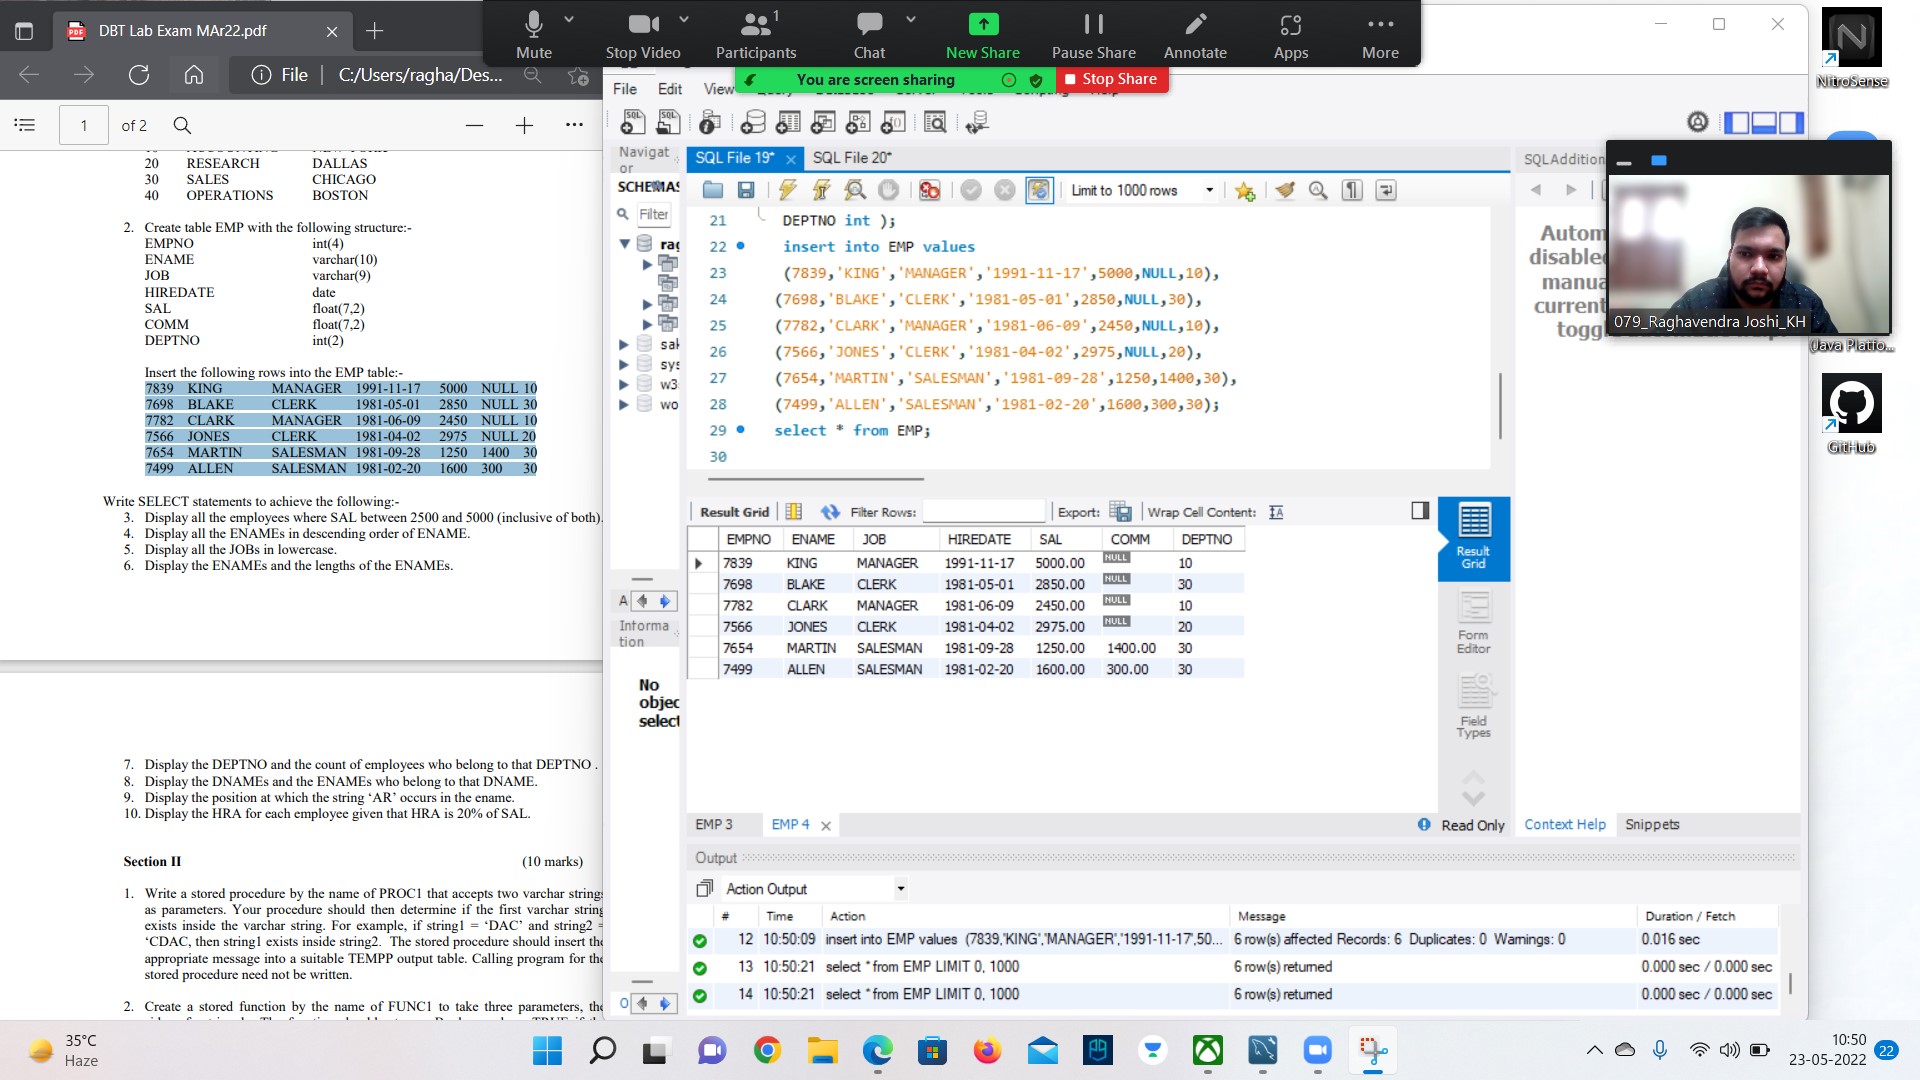 DBT Lab Exam MAr22.pdf
File
C:/Users/ragha/Des...
1 of 2
20 RESEARCH DALLAS
30 SALES CHICAGO
40 OPERATIONS BOSTON
2. Create table EMP with the following structure:-
EMPNO int(4)
ENAME varchar(10)
JOB varchar(9)
HIREDATE date
SAL float(7,2)
COMM float(7,2)
DEPTNO int(2)
Insert the following rows into the EMP table:-
7839 KING MANAGER 1991-11-17 5000 NULL 10
7698 BLAKE CLERK 1981-05-01 2850 NULL 30
7782 CLARK MANAGER 1981-06-09 2450 NULL 10
7566 JONES CLERK 1981-04-02 2975 NULL 20
7654 MARTIN SALESMAN 1981-09-28 1250 1400 30
7499 ALLEN SALESMAN 1981-02-20 1600 300 30
Write SELECT statements to achieve the following:-
3. Display all the employees where SAL between 2500 and 5000 (inclusive of both).
4. Display all the ENAMEs in descending order of ENAME.
5. Display all the JOBs in lowercase.
6. Display the ENAMEs and the lengths of the ENAMEs.
7. Display the DEPTNO and the count of employees who belong to that DEPTNO .
8. Display the DNAMEs and the ENAMEs who belong to that DNAME.
9. Display the position at which the string ‘AR’ occurs in the ename.
10. Display the HRA for each employee given that HRA is 20% of SAL.
Section II (10 marks)
1. Write a stored procedure by the name of PROC1 that accepts two varchar strings
as parameters. Your procedure should then determine if the first varchar string
exists inside the varchar string. For example, if string1 = ‘DAC’ and string2 =
‘CDAC, then string1 exists inside string2. The stored procedure should insert the
appropriate message into a suitable TEMPP output table. Calling program for the
stored procedure need not be written.
2. Create a stored function by the name of FUNC1 to take three parameters, the
Mute
Stop Video
Participants 1
Chat
New Share
Pause Share
Annotate
Apps
More
You are screen sharing
Stop Share
File Edit View
Navigat
or
SCHEMAS
Filter
rag
sal
sys
w3
wo
A
Informa
tion
No
objec
select
O
SQL File 19* SQL File 20*
Limit to 1000 rows
21 DEPTNO int );
22 insert into EMP values
23 (7839,'KING','MANAGER','1991-11-17',5000,NULL,10),
24 (7698,'BLAKE','CLERK','1981-05-01',2850,NULL,30),
25 (7782,'CLARK','MANAGER','1981-06-09',2450,NULL,10),
26 (7566,'JONES','CLERK','1981-04-02',2975,NULL,20),
27 (7654,'MARTIN','SALESMAN','1981-09-28',1250,1400,30),
28 (7499,'ALLEN','SALESMAN','1981-02-20',1600,300,30);
29 select * from EMP;
30
Result Grid Filter Rows: Export: Wrap Cell Content:
EMPNO ENAME JOB HIREDATE SAL COMM DEPTNO
7839 KING MANAGER 1991-11-17 5000.00 NULL 10
7698 BLAKE CLERK 1981-05-01 2850.00 NULL 30
7782 CLARK MANAGER 1981-06-09 2450.00 NULL 10
7566 JONES CLERK 1981-04-02 2975.00 NULL 20
7654 MARTIN SALESMAN 1981-09-28 1250.00 1400.00 30
7499 ALLEN SALESMAN 1981-02-20 1600.00 300.00 30
Result
Grid
Form
Editor
Field
Types
EMP 3 EMP 4
Read Only
Output
Action Output
# Time Action Message Duration / Fetch
12 10:50:09 insert into EMP values (7839,'KING','MANAGER','1991-11-17',50... 6 row(s) affected Records: 6 Duplicates: 0 Warnings: 0 0.016 sec
13 10:50:21 select * from EMP LIMIT 0, 1000 6 row(s) returned 0.000 sec / 0.000 sec
14 10:50:21 select * from EMP LIMIT 0, 1000 6 row(s) returned 0.000 sec / 0.000 sec
SQLAddition
Autom
disabled
manua
current
togg
Context Help Snippets
079_Raghavendra Joshi_KH
NitroSense
(Java Platfo...
GitHub
35°C
Haze
10:50
23-05-2022
22